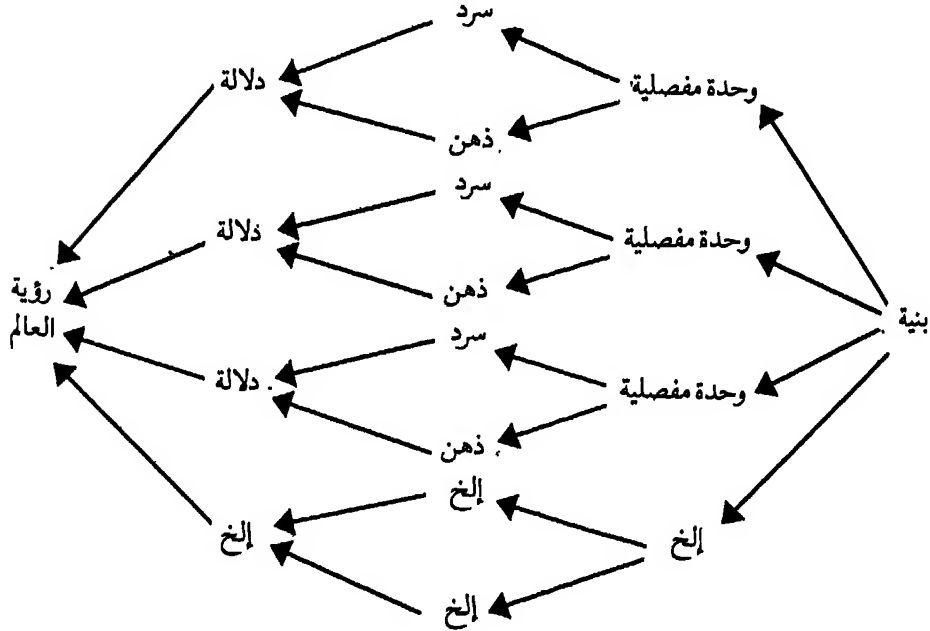 سرد
دلالة
وحدة مفصلية
ذهن
سرد
دلالة
وحدة مفصلية
ذهن
رؤية
العالم
بنية
سرد
دلالة
وحدة مفصلية
ذهن
إلخ
إلخ
إلخ
إلخ